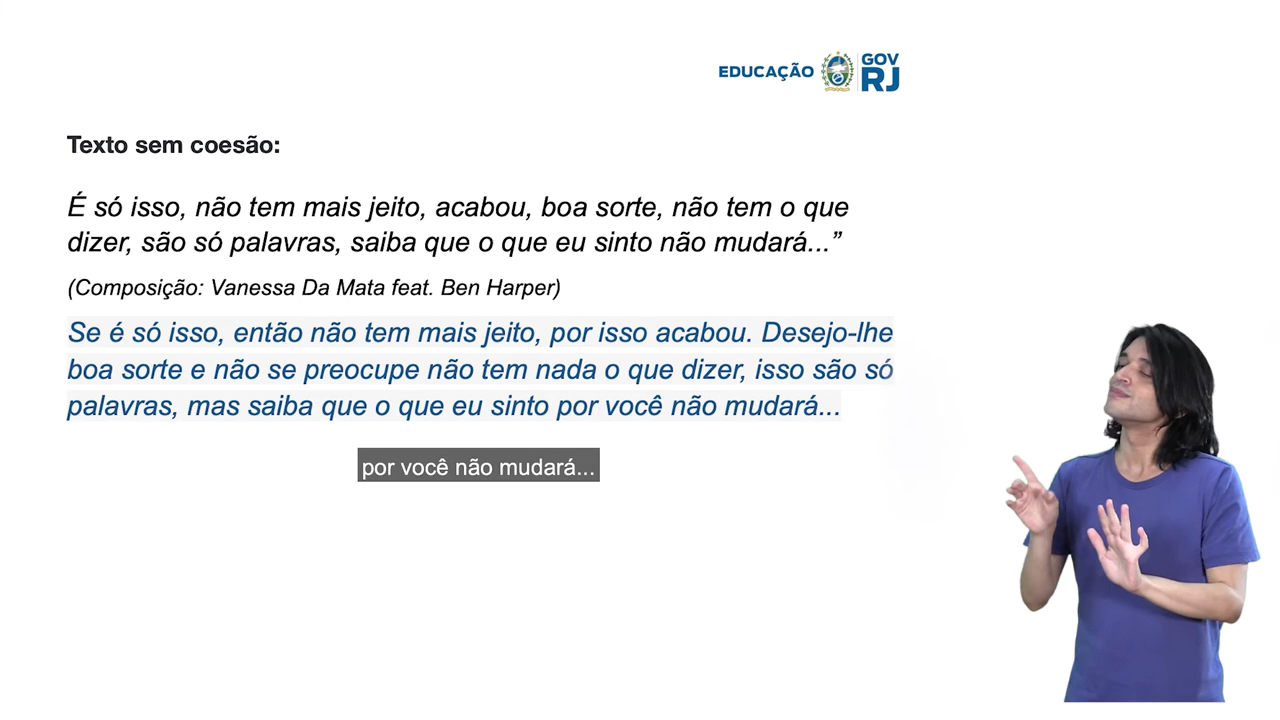 EDUCAÇÃO
GOV
RJ
Texto sem coesão:
É só isso, não tem mais jeito, acabou, boa sorte, não tem o que
dizer, são só palavras, saiba que o que eu sinto não mudará...”
(Composição: Vanessa Da Mata feat. Ben Harper)
Se é só isso, então não tem mais jeito, por isso acabou. Desejo-lhe
boa sorte e não se preocupe não tem nada o que dizer, isso são só
palavras, mas saiba que o que eu sinto por você não mudará...
por você não mudará...